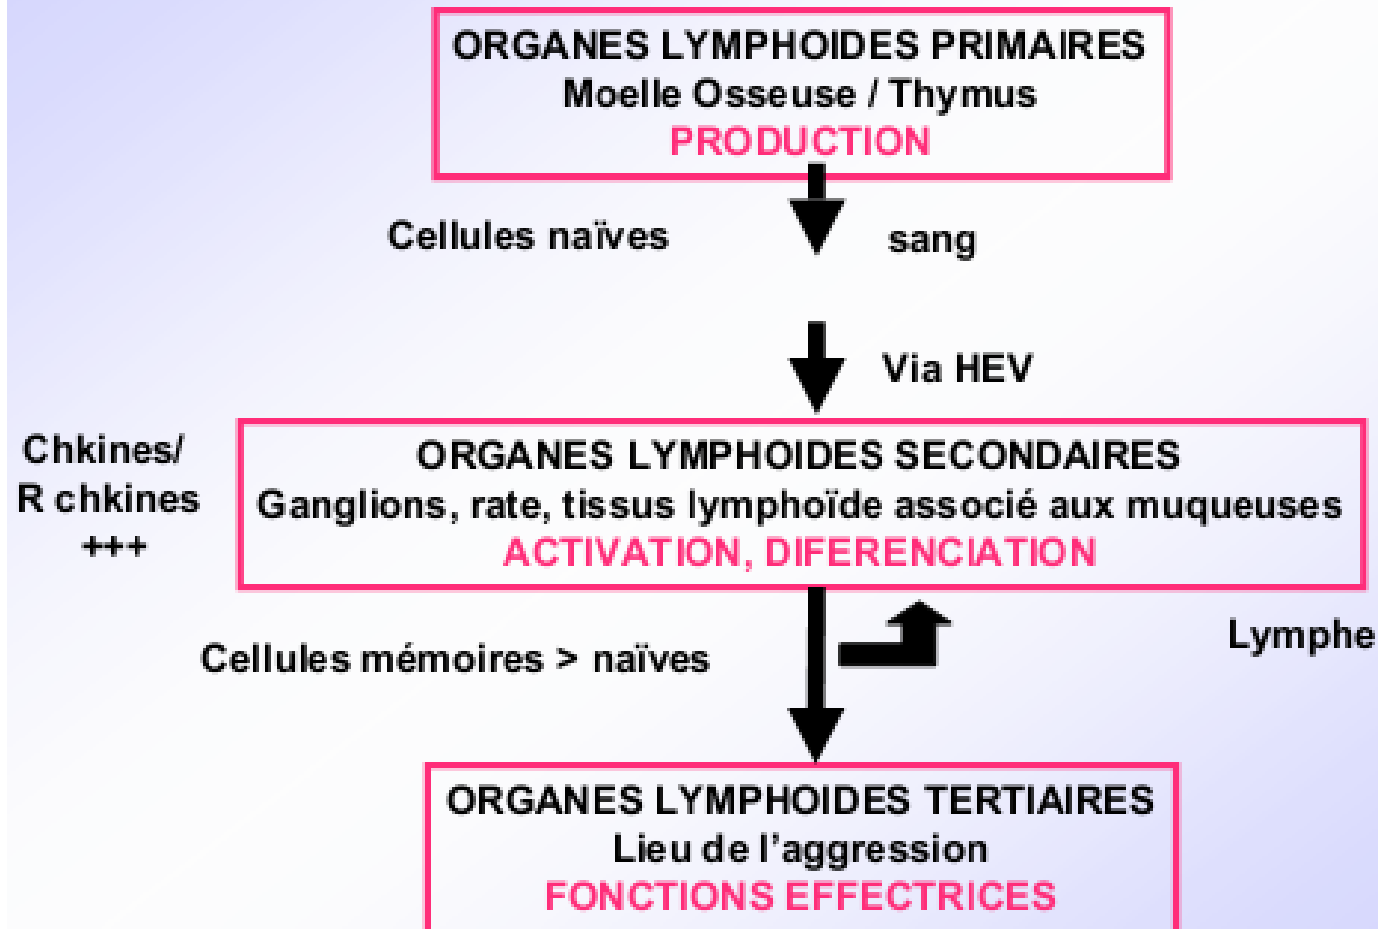 ORGANES LYMPHOIDES PRIMAIRES
Moelle Osseuse / Thymus
PRODUCTION
Cellules naïves
sang
Via HEV
Chkines/
R chkines
+++
ORGANES LYMPHOIDES SECONDAIRES
Ganglions, rate, tissus lymphoïde associé aux muqueuses
ACTIVATION, DIFERENCIATION
Cellules mémoires > naïves
Lymphe
ORGANES LYMPHOIDES TERTIAIRES
Lieu de l'aggression
FONCTIONS EFFECTRICES